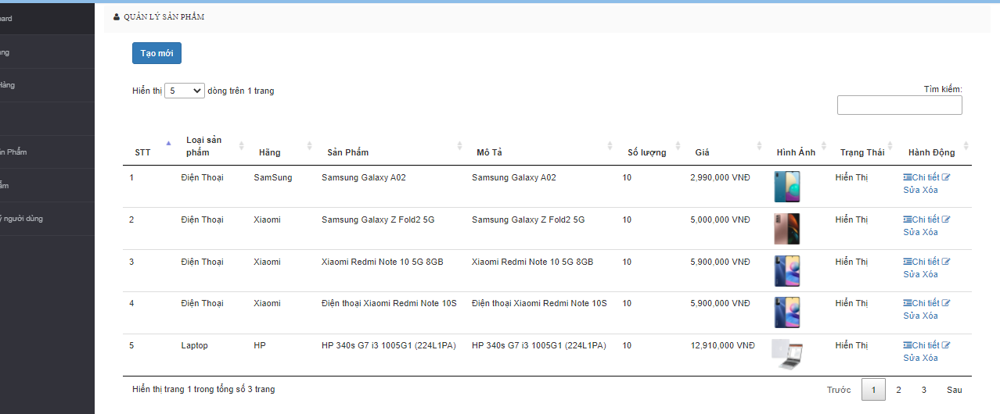 QUẢN LÝ SẢN PHẨM
Tạo mới
Hàng
Phẩm
người dùng
Hiển thị 5 dòng trên 1 trang
Tìm kiếm:
STT Loại sản phẩm Hãng Sản Phẩm Mô Tả Số lượng Giá Hình Ảnh Trạng Thái Hành Động
1 Điện Thoại SamSung Samsung Galaxy A02 Samsung Galaxy A02 10 2,990,000 VNĐ Hiển Thị Chi tiết
Sửa Xóa
2 Điện Thoại Xiaomi Samsung Galaxy Z Fold2 5G Samsung Galaxy Z Fold2 5G 10 5,000,000 VNĐ Hiển Thị Chi tiết
Sửa Xóa
3 Điện Thoại Xiaomi Xiaomi Redmi Note 10 5G 8GB Xiaomi Redmi Note 10 5G 8GB 10 5,900,000 VNĐ Hiển Thị Chi tiết
Sửa Xóa
4 Điện Thoại Xiaomi Điện thoại Xiaomi Redmi Note 10S Điện thoại Xiaomi Redmi Note 10S 10 5,900,000 VNĐ Hiển Thị Chi tiết
Sửa Xóa
5 Laptop HP HP 340s G7 i3 1005G1 (224L1PA) HP 340s G7 i3 1005G1 (224L1PA) 10 12,910,000 VNĐ Hiển Thị Chi tiết
Sửa Xóa
Hiển thị trang 1 trong tổng số 3 trang
Trước 1 2 3 Sau